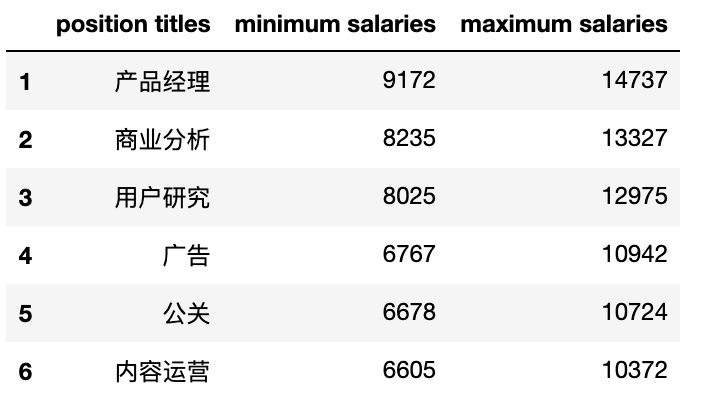 position titles minimum salaries maximum salaries
1 产品经理 9172 14737
2 商业分析 8235 13327
3 用户研究 8025 12975
4 广告 6767 10942
5 公关 6678 10724
6 内容运营 6605 10372